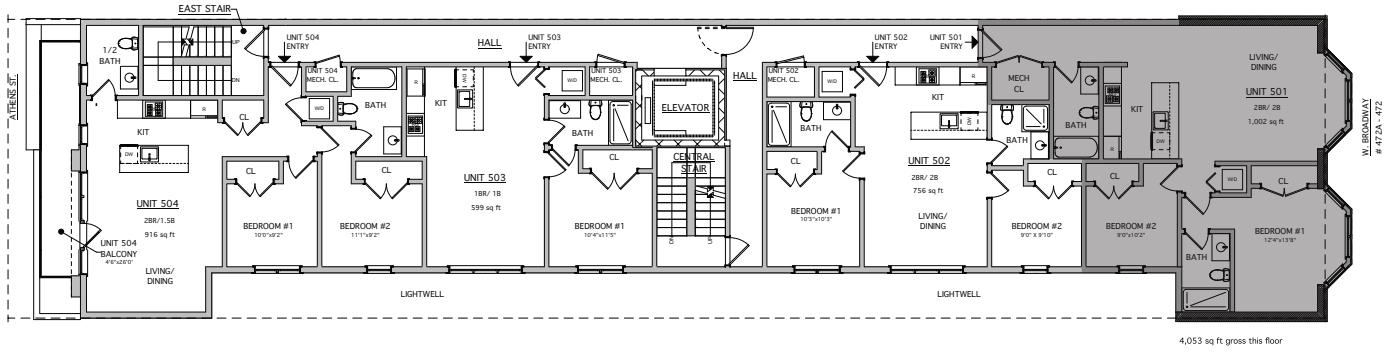 EAST STAIR
ATHENS ST.
1/2
BATH
UP
DN
UNIT 504
ENTRY
HALL
UNIT 503
ENTRY
HALL
UNIT 502
ENTRY
UNIT 501
ENTRY
UNIT 504
MECH. CL.
W/D
BATH
R
KIT
CL
DW
UNIT 504
2BR/1.5B
916 sq ft
UNIT 504
BALCONY
4'6"x26'0"
LIVING/
DINING
CL
BEDROOM #1
10'0"x9'2"
CL
BEDROOM #2
11'1"x9'2"
R
DW
KIT
UNIT 503
1BR/ 1B
599 sq ft
W/D
UNIT 503
MECH. CL.
BATH
CL
BEDROOM #1
10'4"x11'5"
ELEVATOR
CENTRAL
STAIR
UNIT 502
MECH. CL.
W/D
BATH
CL
BEDROOM #1
10'3"x10'3"
R
KIT
DW
UNIT 502
2BR/ 2B
756 sq ft
LIVING/
DINING
BATH
CL
BEDROOM #2
9'0" X 9'10"
MECH
CL
BATH
KIT
R
DW
LIVING/
DINING
UNIT 501
2BR/ 2B
1,002 sq ft
CL
BEDROOM #2
9'0"x10'2"
W/D
CL
BEDROOM #1
12'4"x13'8"
BATH
W. BROADWAY
# 472A - 472
LIGHTWELL
LIGHTWELL
4,053 sq ft gross this floor